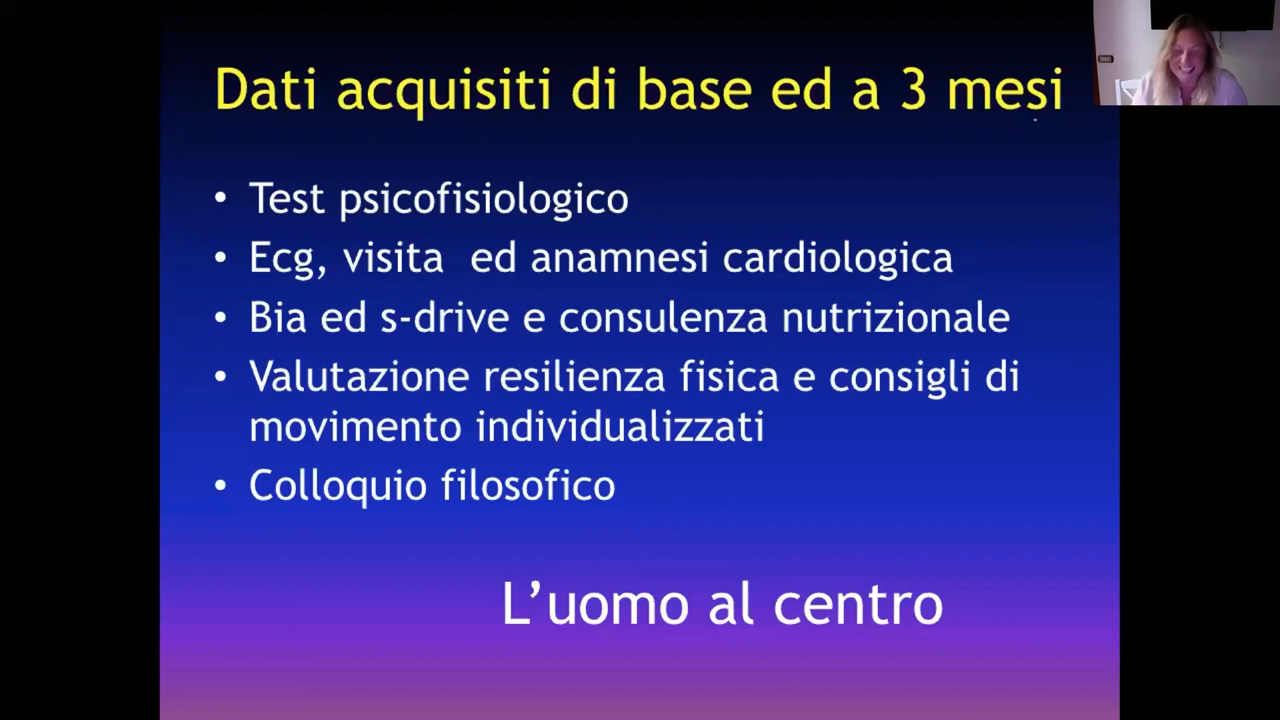 Dati acquisiti di base ed a 3 mesi
• Test psicofisiologico
• Ecg, visita ed anamnesi cardiologica
• Bia ed s-drive e consulenza nutrizionale
• Valutazione resilienza fisica e consigli di
movimento individualizzati
• Colloquio filosofico
L’uomo al centro